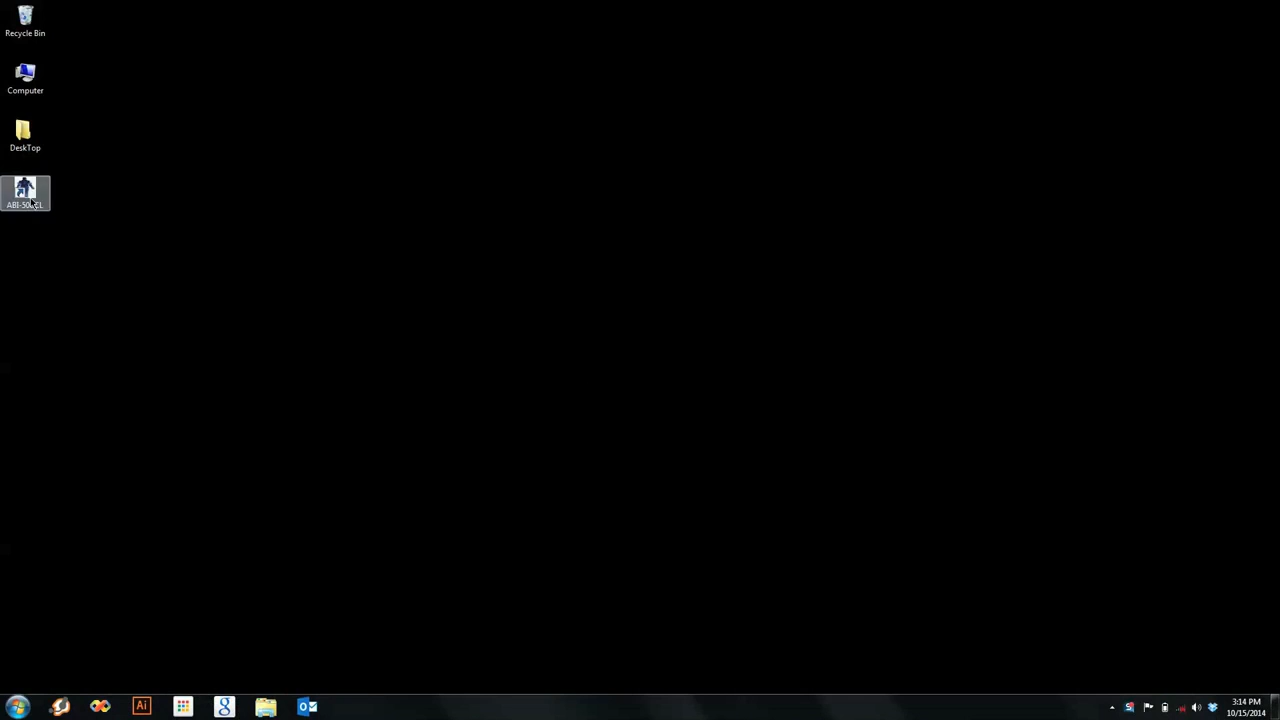 Recycle Bin
Computer
DeskTop
Ai
g
3:14 PM
10/15/2014